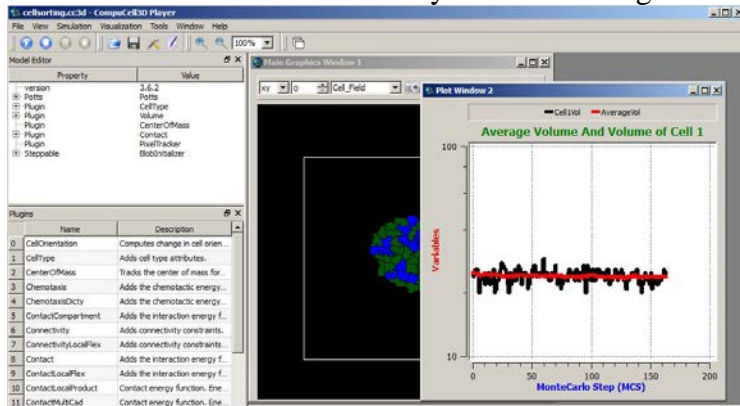 cellsorting.cc3d - CompuCell3D Player
File View Simulation Visualization Tools Window Help
100%
Model Editor
Property Value
version 3.6.2
Potts Potts
Plugin CellType
Plugin Volume
Plugin CenterOfMass
Plugin Contact
Plugin PixelTracker
Steppable BlobInitializer
Plugins
Name Description
0 CellOrientation Computes change in cell orien...
1 CellType Adds cell type attributes.
2 CenterOfMass Tracks the center of mass for...
3 Chemotaxis Adds the chemotactic energy...
4 ChemotaxisDicty Adds the chemotactic energy...
5 ContactCompartment Adds the interaction energy f...
6 Connectivity Adds connectivity constraints.
7 ConnectivityLocalFlex Adds connectivity constraints...
8 Contact Adds the interaction energy f...
9 ContactLocalFlex Adds the interaction energy f...
10 ContactLocalProduct Contact energy function. Ene...
11 ContactMultiCad Contact energy function. Ene...
Main Graphics Window 1
xy 0 Cell_Field
Plot Window 2
Cell1Vol AverageVol
Average Volume And Volume of Cell 1
100
Variables
10
0 50 100 150 200
MonteCarlo Step (MCS)